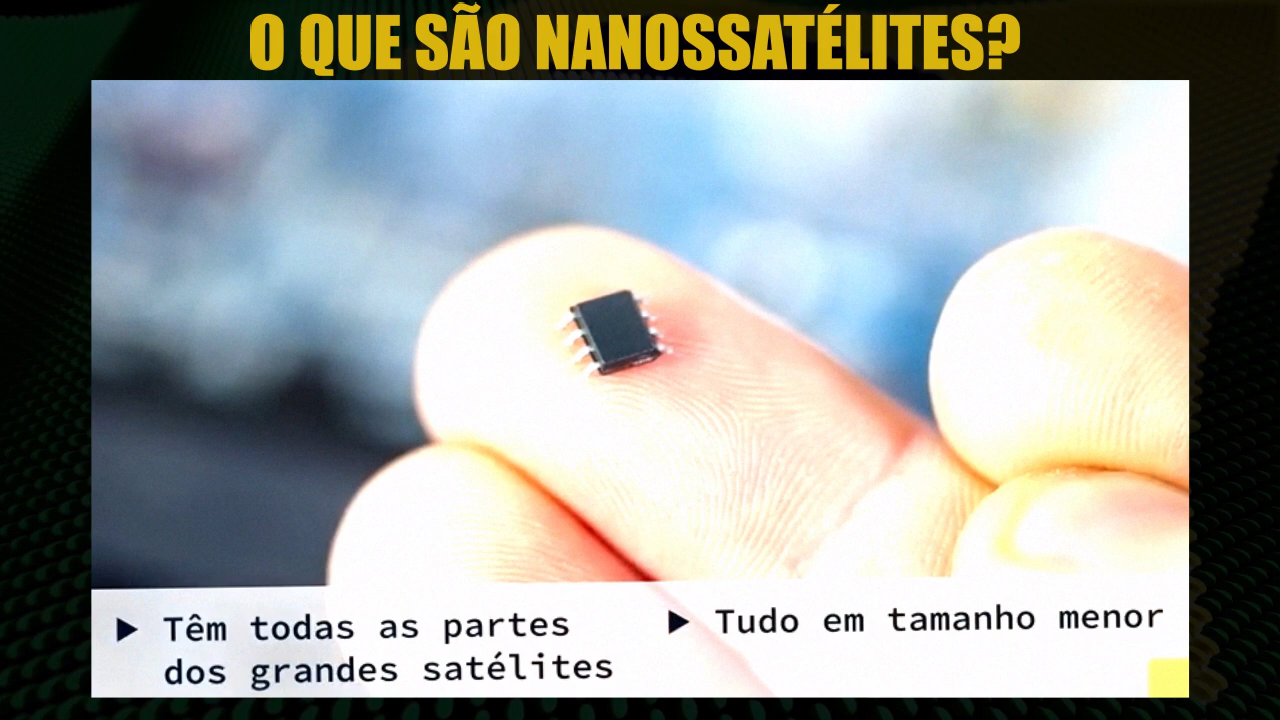 O QUE SÃO NANOSSATÉLITES?
▶ Têm todas as partes
dos grandes satélites
▶ Tudo em tamanho menor